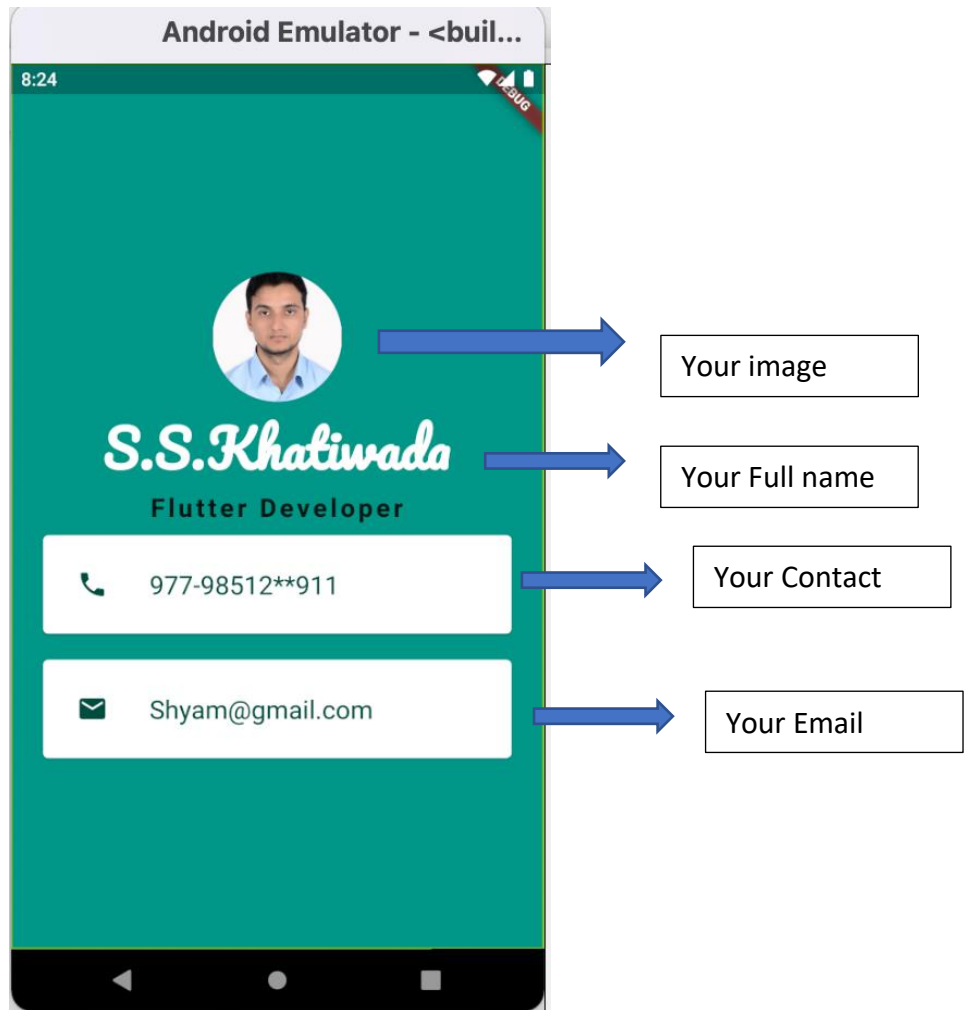 Android Emulator - <buil...
8:24
DEBUG
Your image
S.S.Khatiwada
Your Full name
Flutter Developer
977-98512**911
Your Contact
Shyam@gmail.com
Your Email